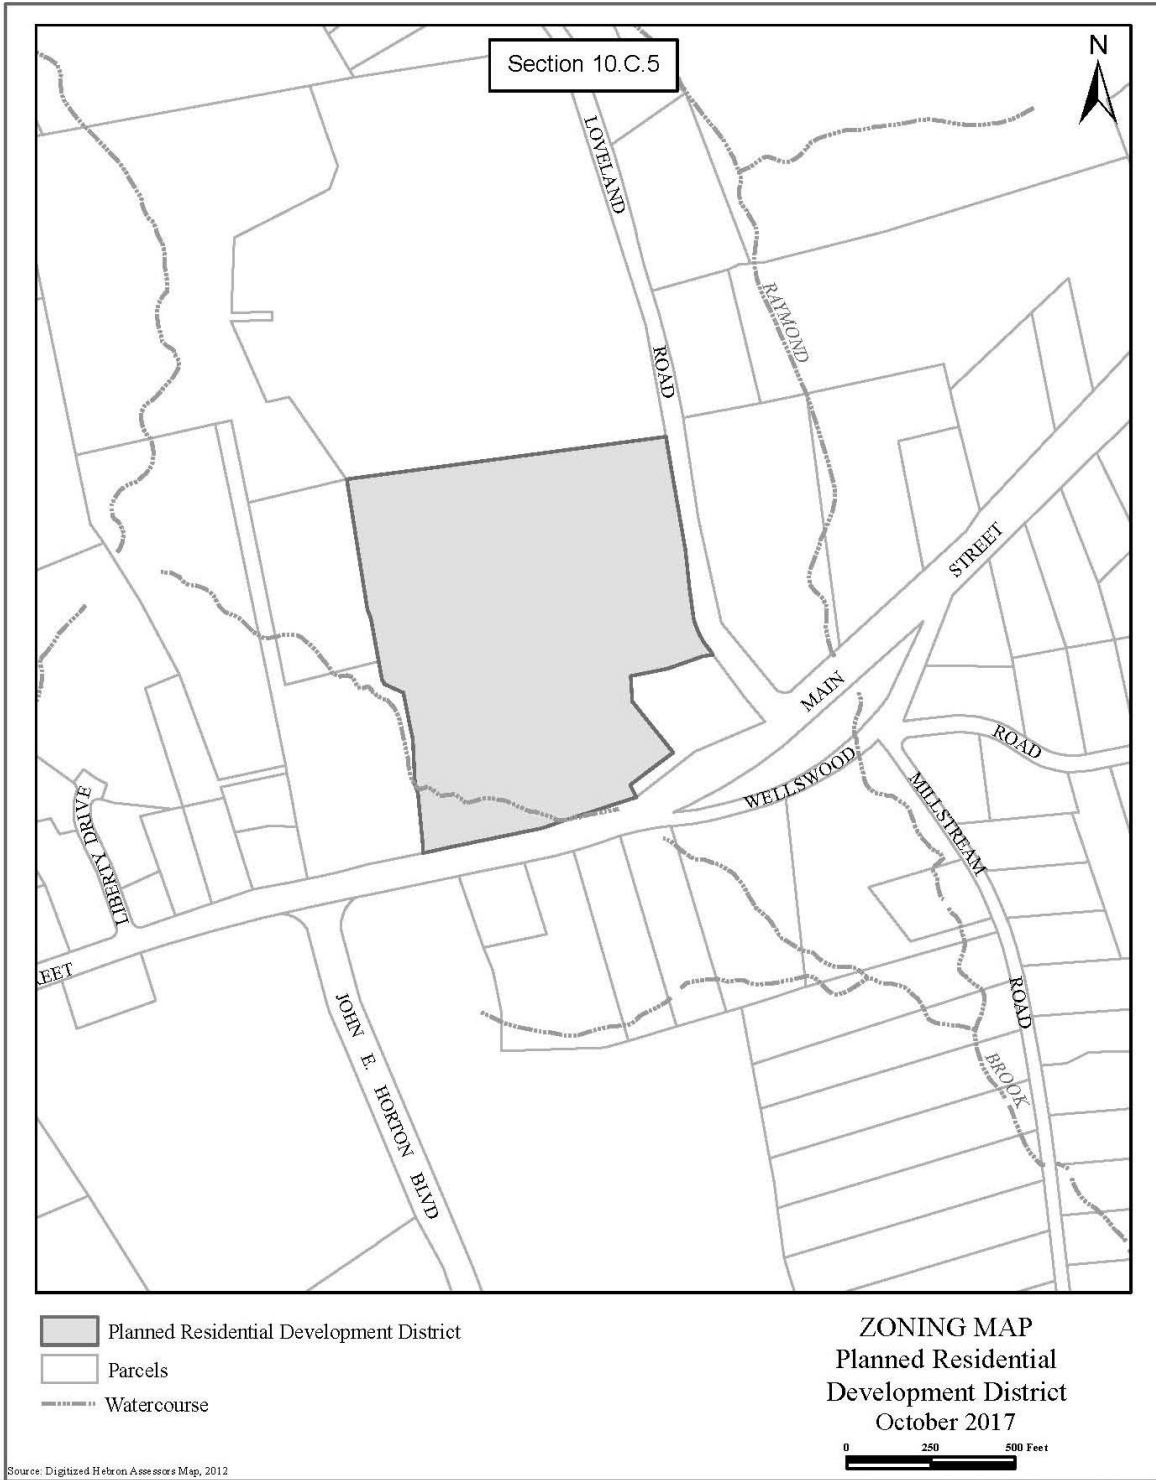 Section 10.C.5
N
LOVELAND
ROAD
RAYMOND
STREET
MAIN
ROAD
WELLSWOOD
MILLSTREAM
LIBERTY DRIVE
REET
JOHN E. HORTON BLVD
ROAD
BROOK
Planned Residential Development District
Parcels
Watercourse
ZONING MAP
Planned Residential
Development District
October 2017
0 250 500 Feet
Source: Digitized Hebron Assessors Map, 2012